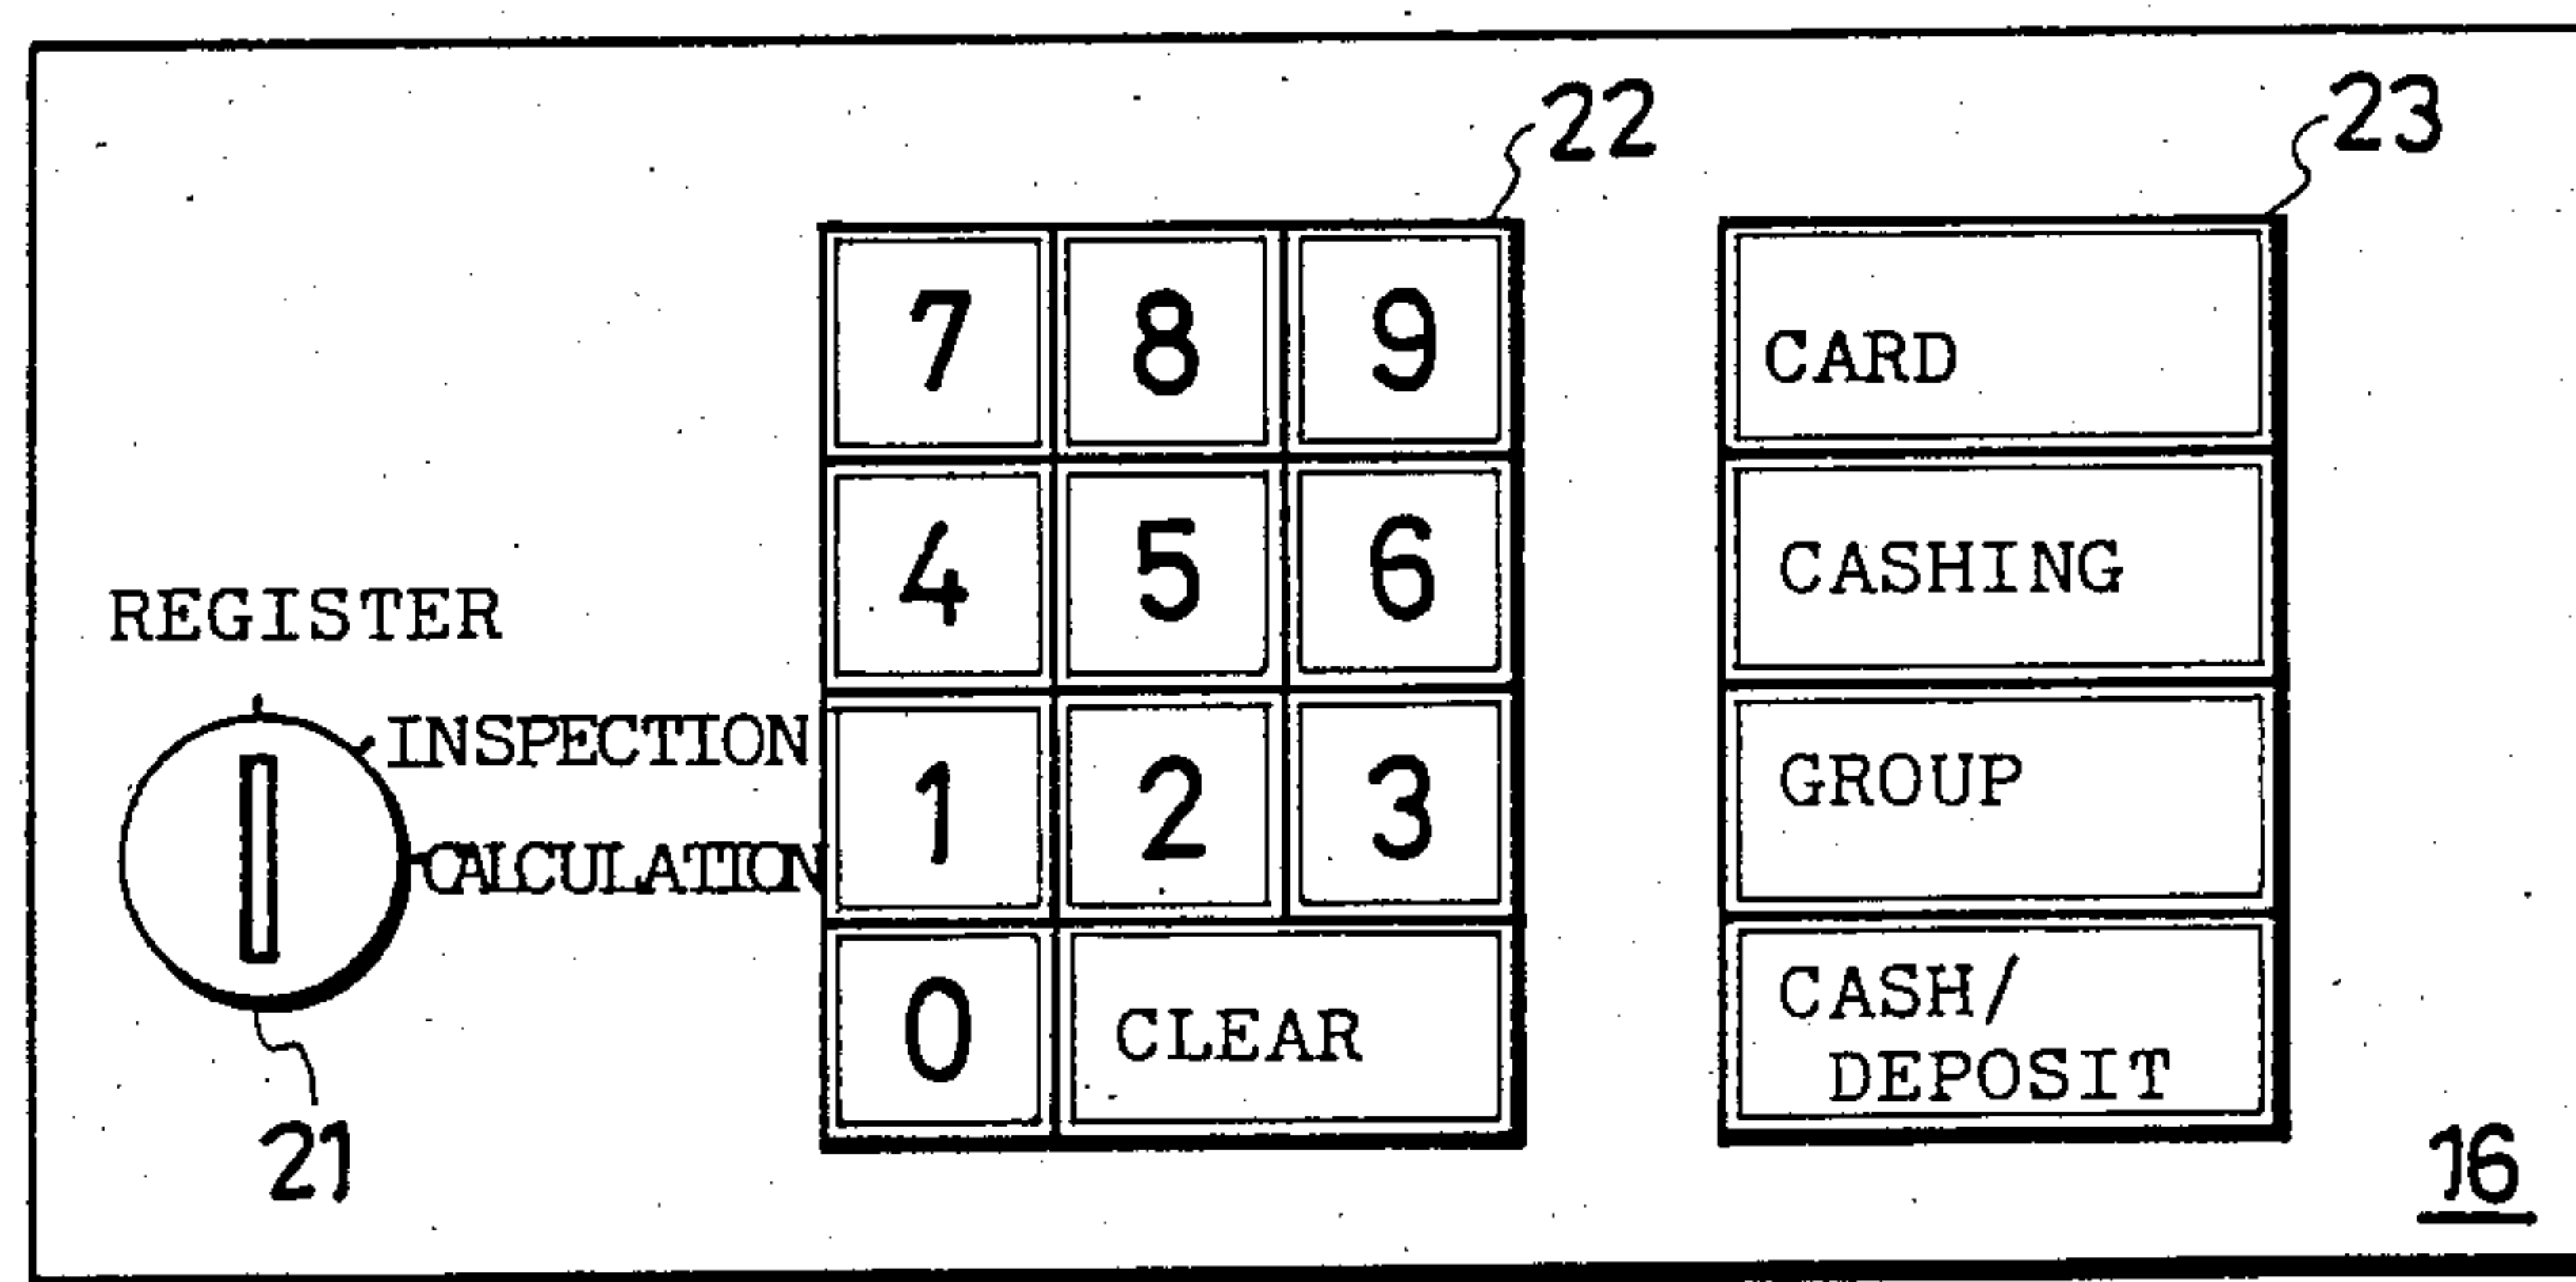 22
23
7 8 9
CARD
4 5 6
CASHING
REGISTER
INSPECTION
CALCULATION
1 2 3
GROUP
0 CLEAR
CASH/
DEPOSIT
21
16